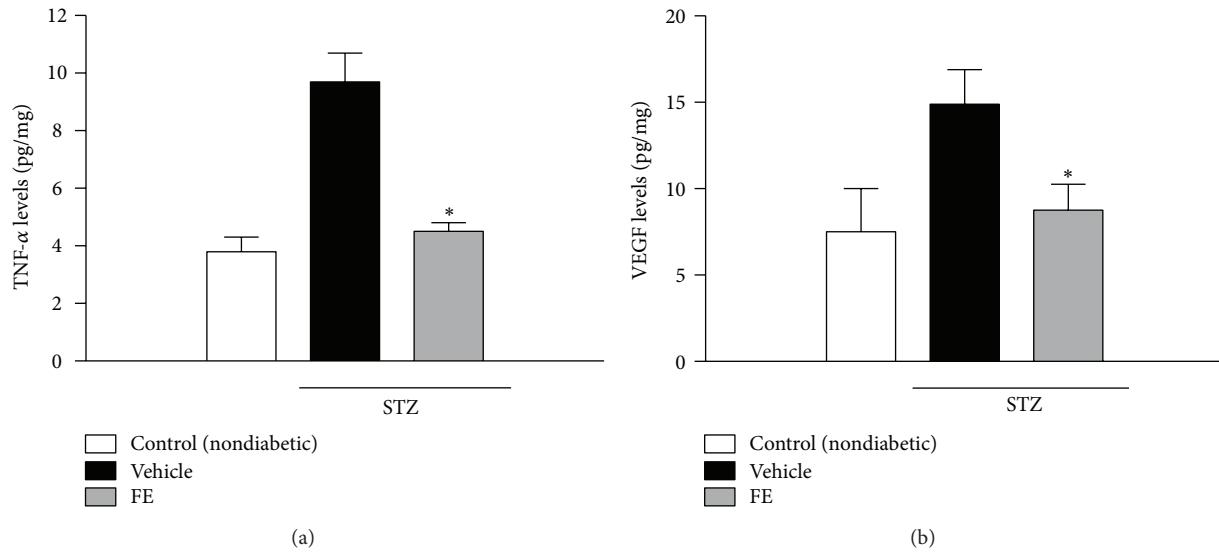 12
10
8
6
4
2
0
TNF-α levels (pg/mg)
*
STZ
Control (nondiabetic)
Vehicle
FE
(a)
20
15
10
5
0
VEGF levels (pg/mg)
*
STZ
Control (nondiabetic)
Vehicle
FE
(b)